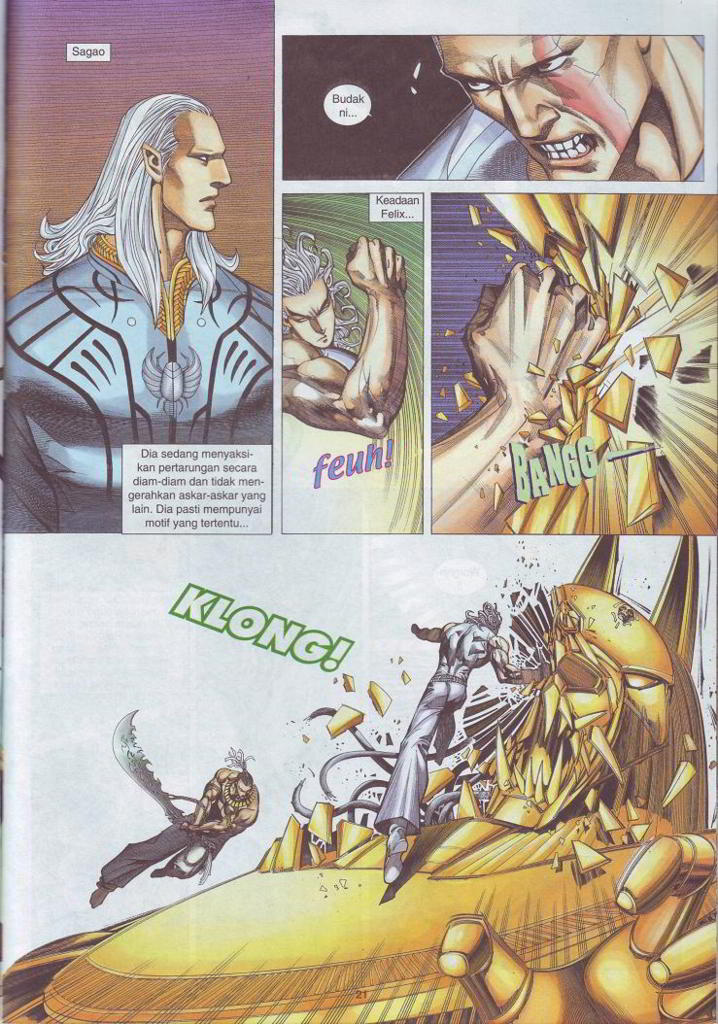 Sagao
Budak
ni...
Keadaan
Felix...
Dia sedang menyaksi-
kan pertarungan secara
diam-diam dan tidak men-
gerahkan askar-askar yang
lain. Dia pasti mempunyai
motif yang tertentu...
feuh!
BANGG
KLONG!
21